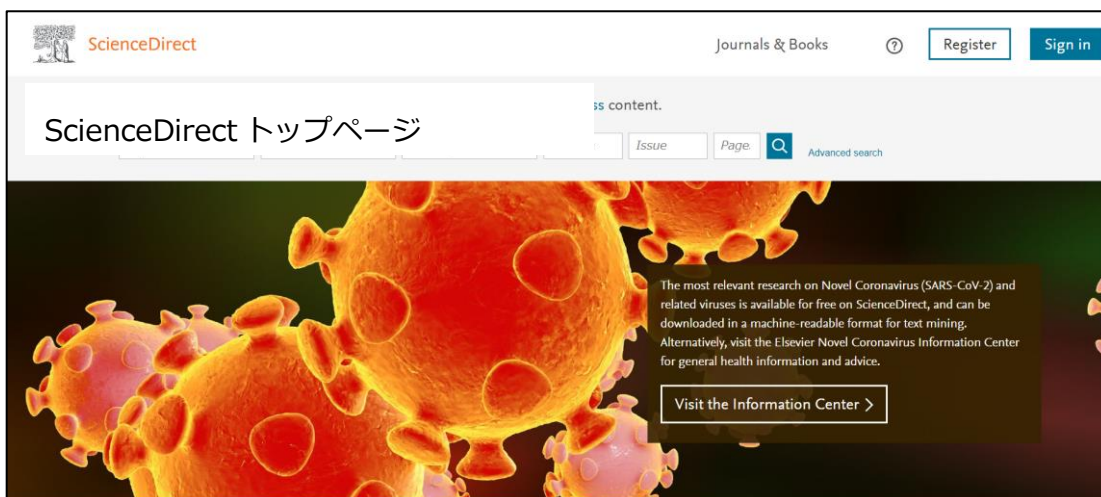 ScienceDirect
Journals & Books
?
Register
Sign in
content.
ScienceDirect トップページ
Issue
Page.
Advanced search
The most relevant research on Novel Coronavirus (SARS-CoV-2) and
related viruses is available for free on ScienceDirect, and can be
downloaded in a machine-readable format for text mining.
Alternatively, visit the Elsevier Novel Coronavirus Information Center
for general health information and advice.
Visit the Information Center >